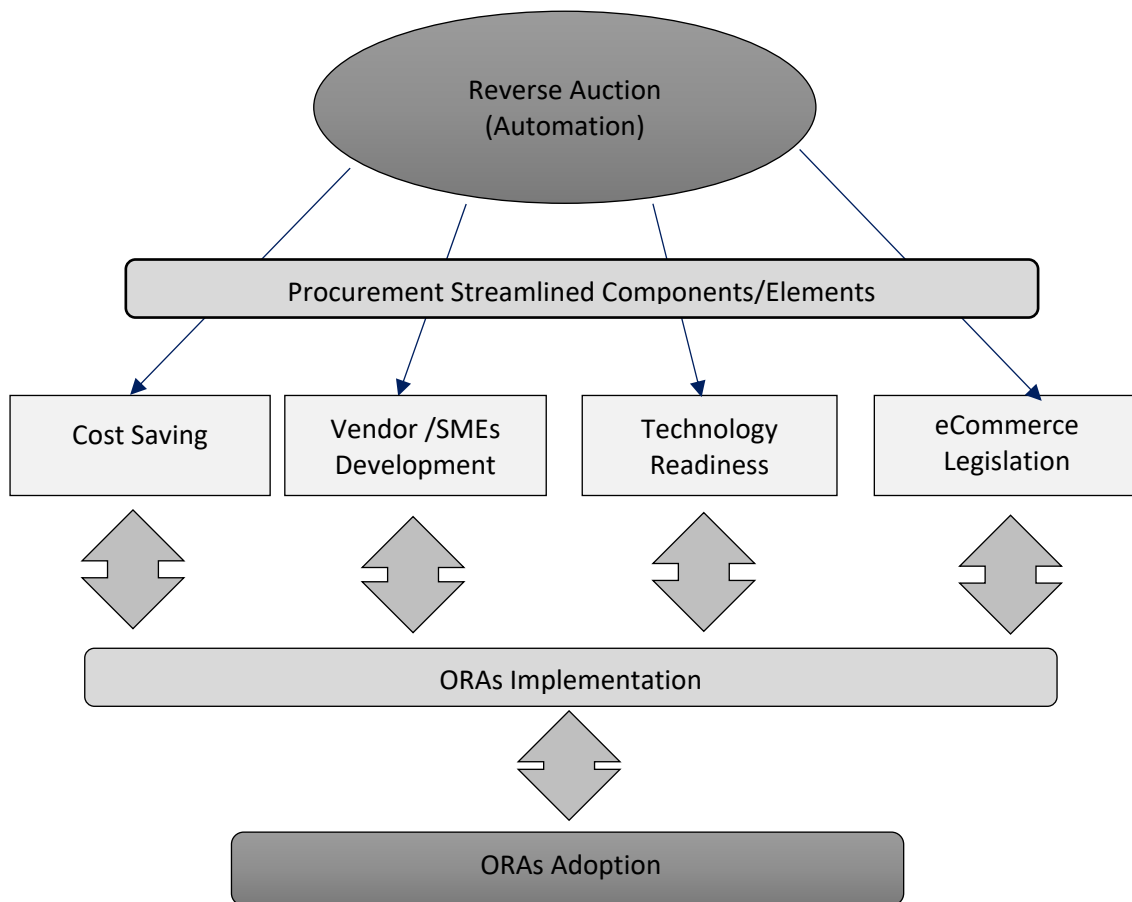 Reverse Auction
(Automation)
Procurement Streamlined Components/Elements
Cost Saving
Vendor /SMEs
Development
Technology
Readiness
eCommerce
Legislation
ORAs Implementation
ORAs Adoption